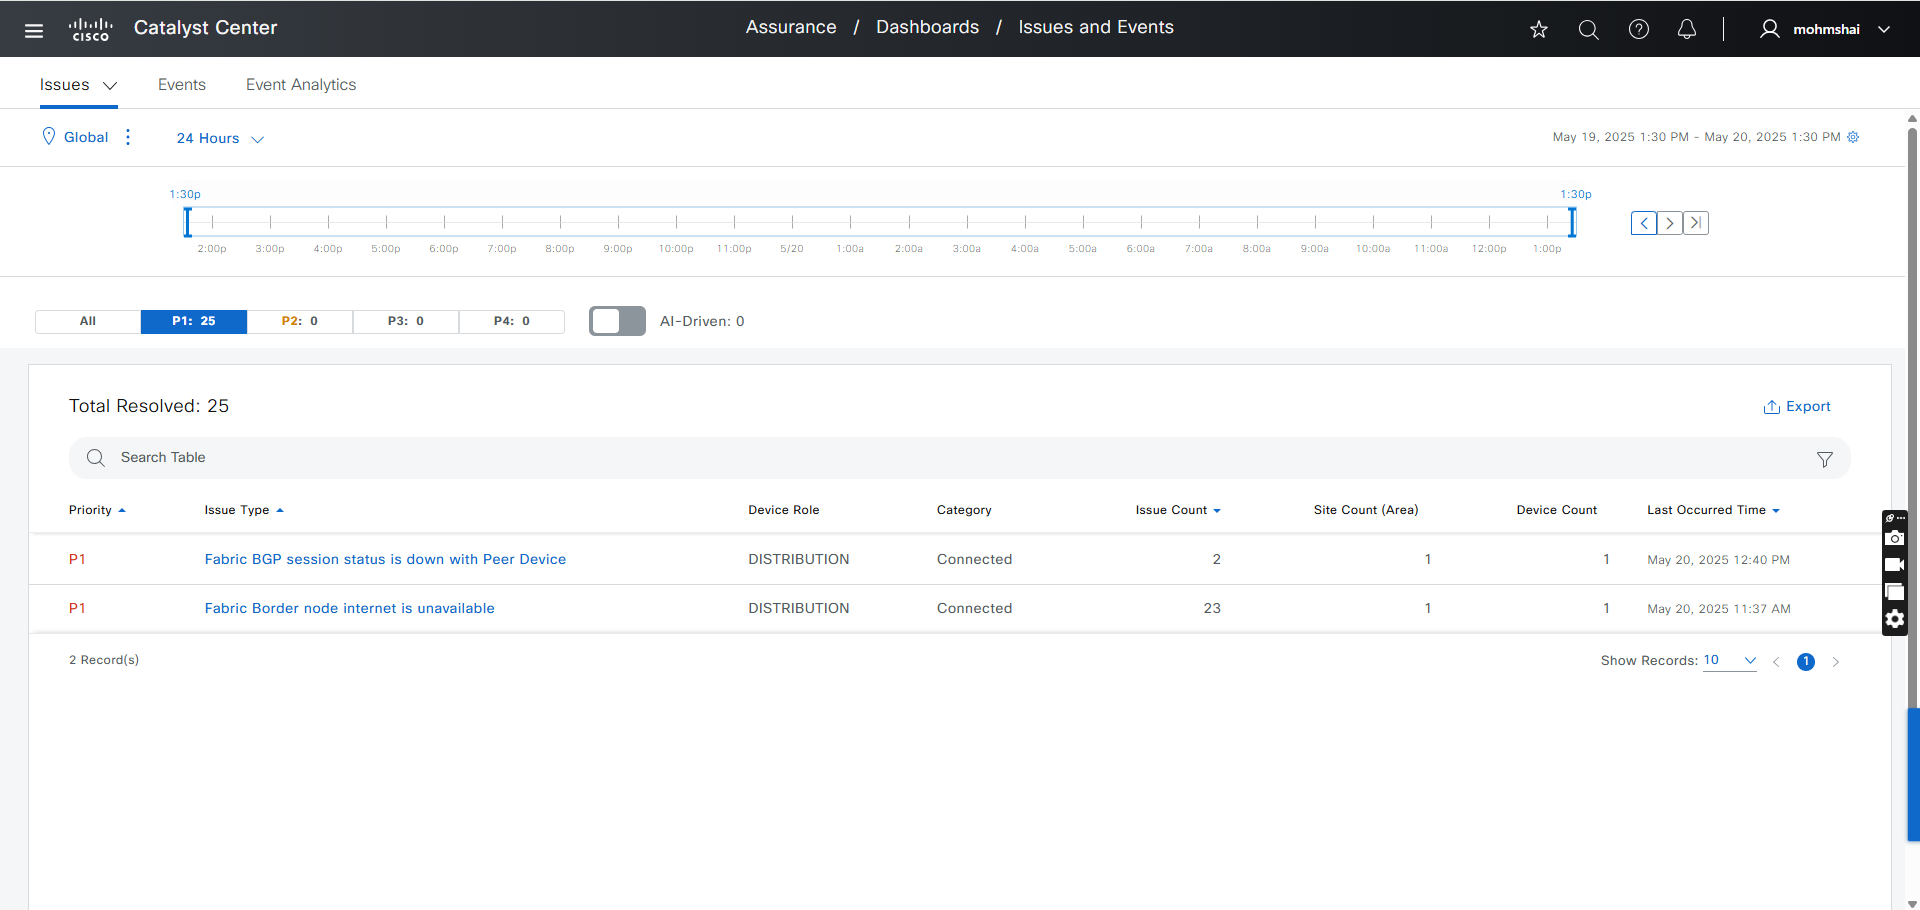 cisco Catalyst Center Assurance / Dashboards / Issues and Events mohmshai
Issues Events Event Analytics
Global 24 Hours May 19, 2025 1:30 PM - May 20, 2025 1:30 PM
1:30p 1:30p
2:00p 3:00p 4:00p 5:00p 6:00p 7:00p 8:00p 9:00p 10:00p 11:00p 5/20 1:00a 2:00a 3:00a 4:00a 5:00a 6:00a 7:00a 8:00a 9:00a 10:00a 11:00a 12:00p 1:00p
All P1: 25 P2: 0 P3: 0 P4: 0 AI-Driven: 0
Total Resolved: 25 Export
Search Table
Priority Issue Type Device Role Category Issue Count Site Count (Area) Device Count Last Occurred Time
P1 Fabric BGP session status is down with Peer Device DISTRIBUTION Connected 2 1 1 May 20, 2025 12:40 PM
P1 Fabric Border node internet is unavailable DISTRIBUTION Connected 23 1 1 May 20, 2025 11:37 AM
2 Record(s) Show Records: 10 1